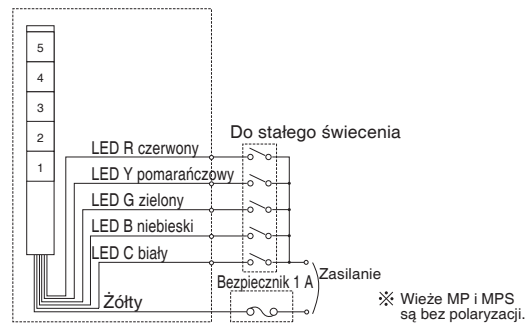 5
4
3
2
1
Do stałego świecenia
LED R czerwony
LED Y pomarańczowy
LED G zielony
LED B niebieski
LED C biały
Bezpiecznik 1 A
Zasilanie
Żółty
※ Wieże MP i MPS
są bez polaryzacji.